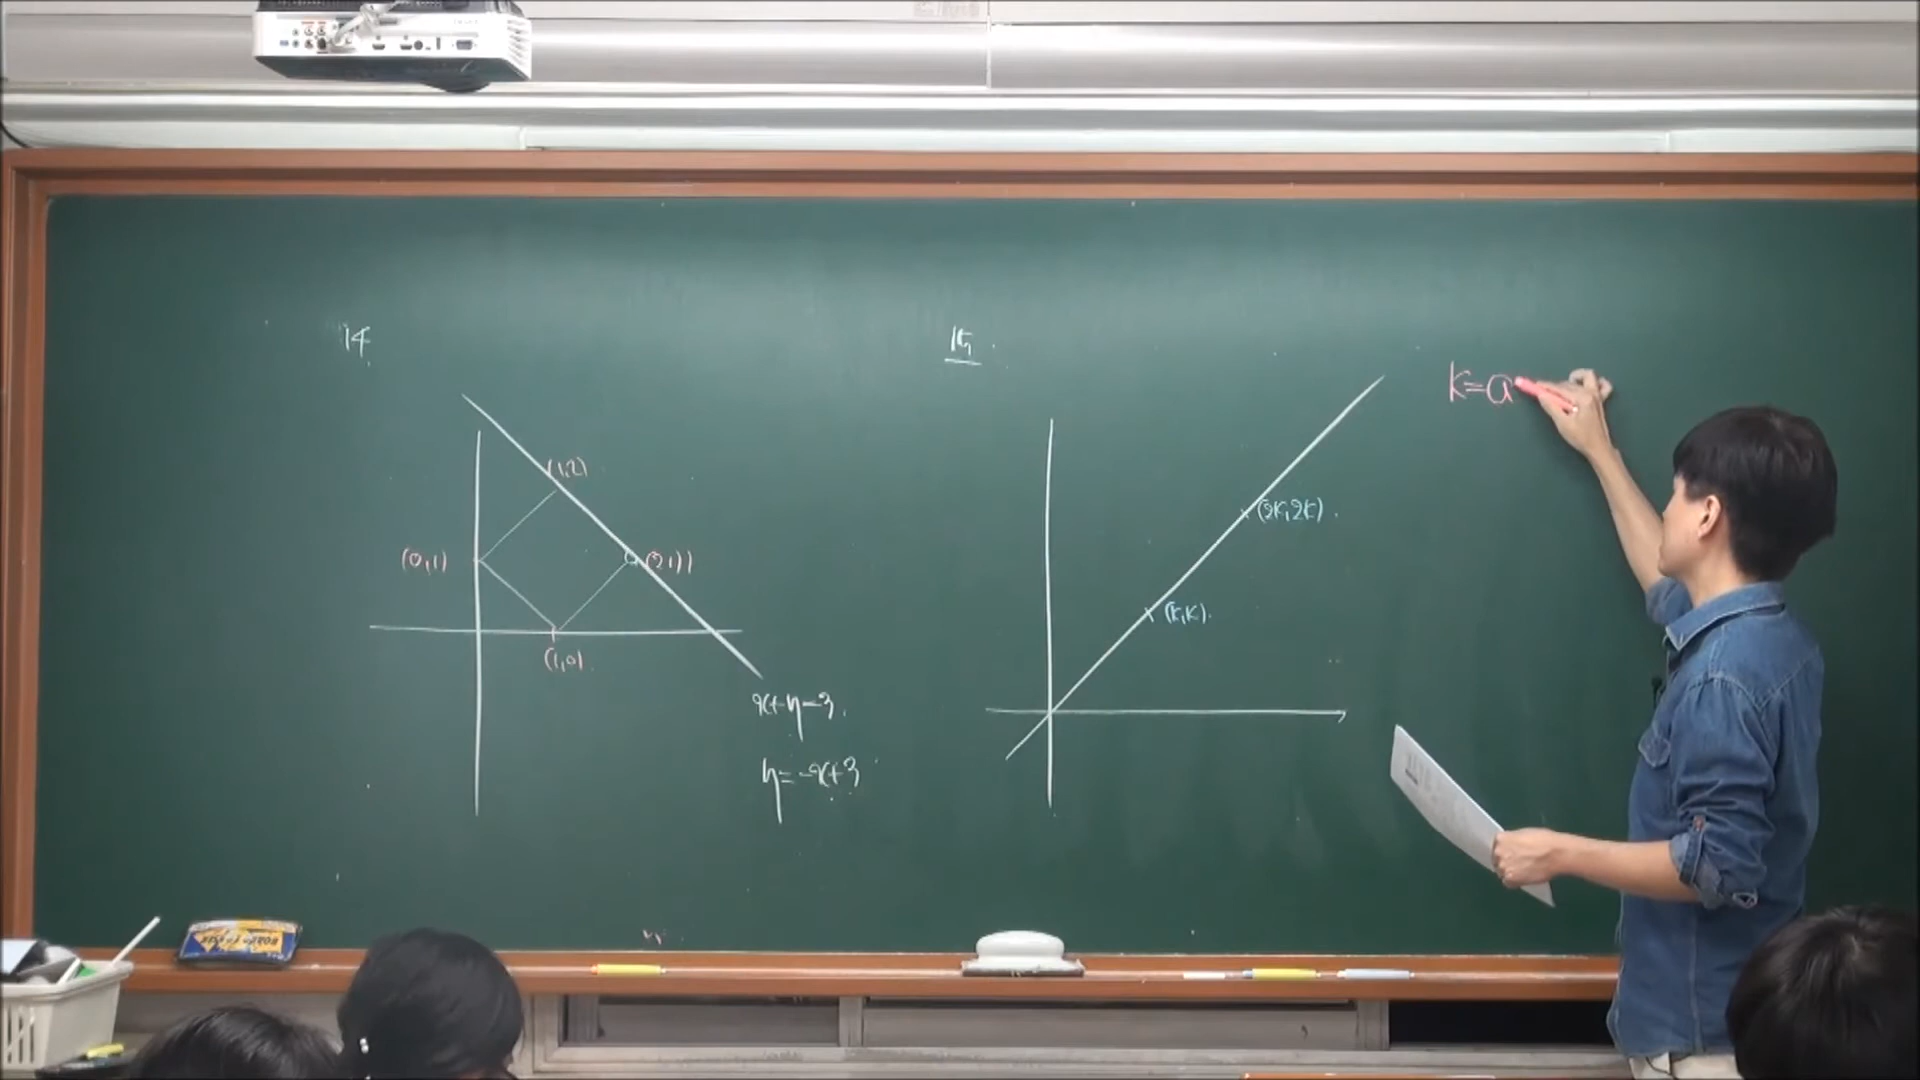 14
(1,2)
(0,1)
(2,1)
(1,0).
x+y=3.
y=-x+3
15
(2k,2k).
(k,k).
k=a